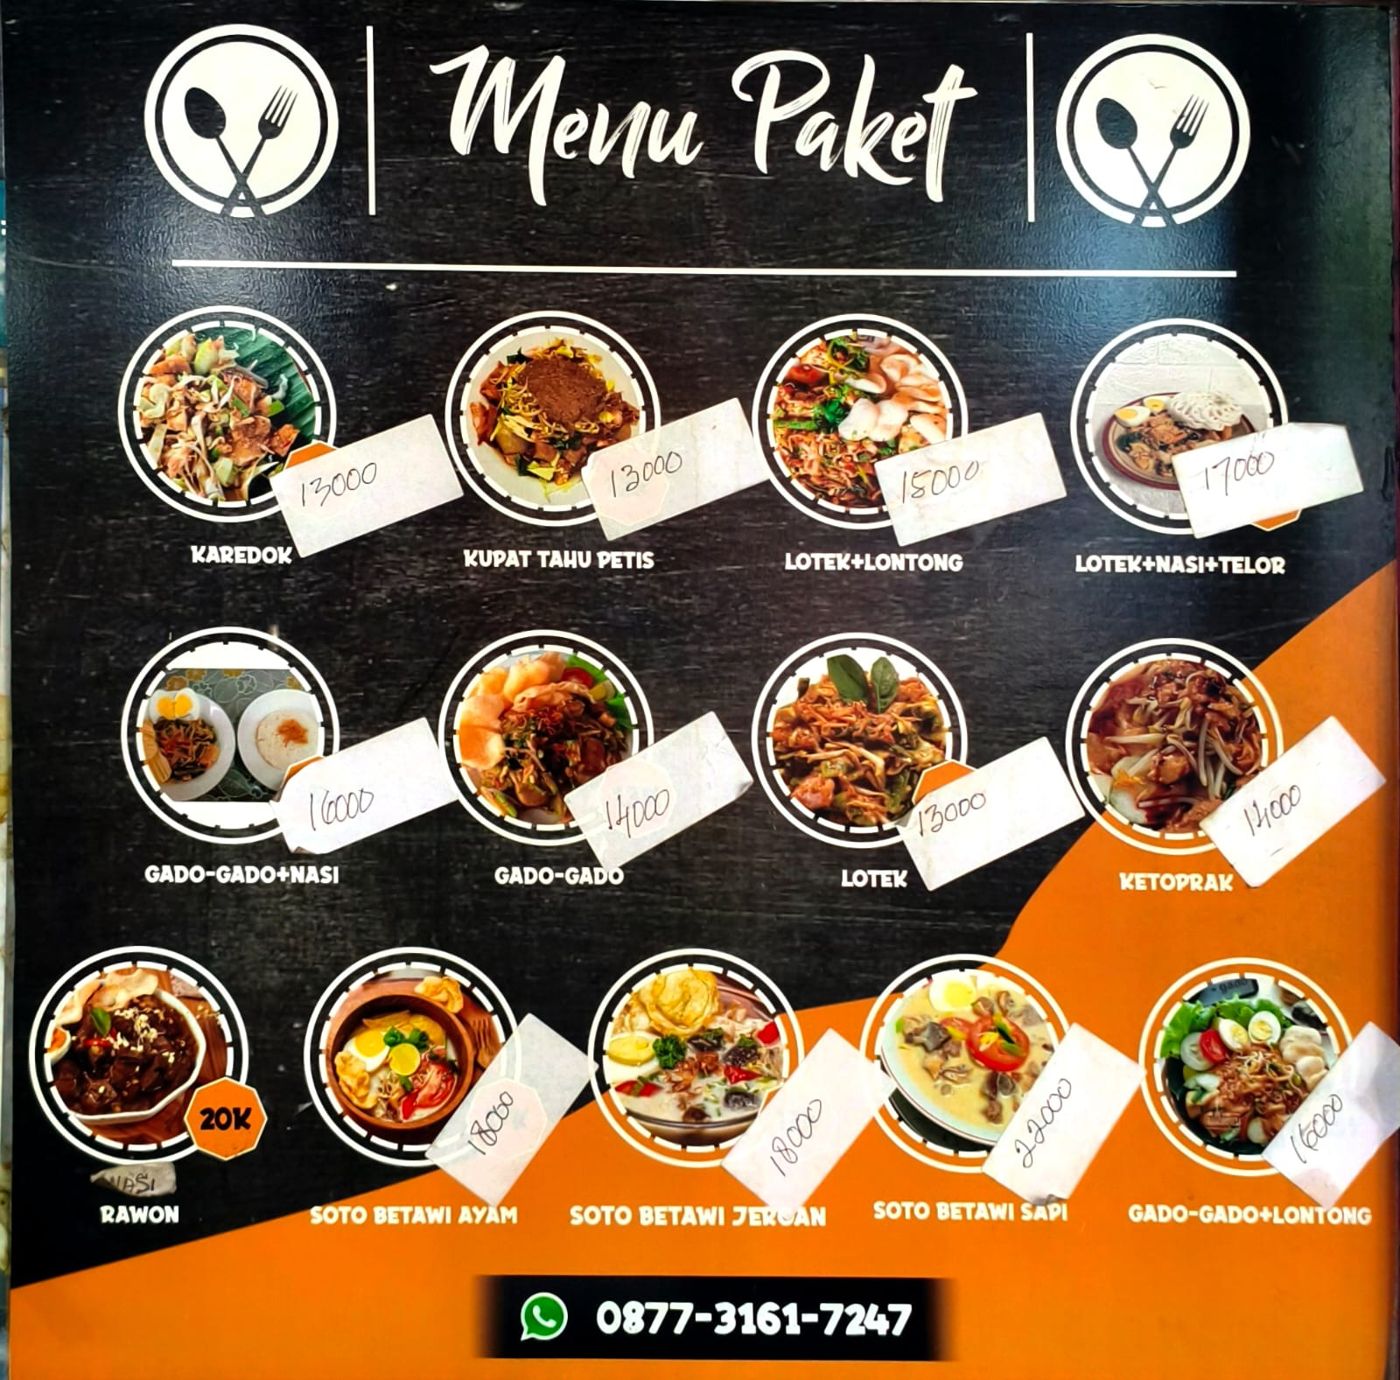 Menu Paket
13000
13000
15000
17000
KAREDOK
KUPAT TAHU PETIS
LOTEK+LONTONG
LOTEK+NASI+TELOR
16000
14000
13000
14000
GADO-GADO+NASI
GADO-GADO
LOTEK
KETOPRAK
20K
18000
18000
22000
16000
NASI
RAWON
SOTO BETAWI AYAM
SOTO BETAWI JEROAN
SOTO BETAWI SAPI
GADO-GADO+LONTONG
0877-3161-7247